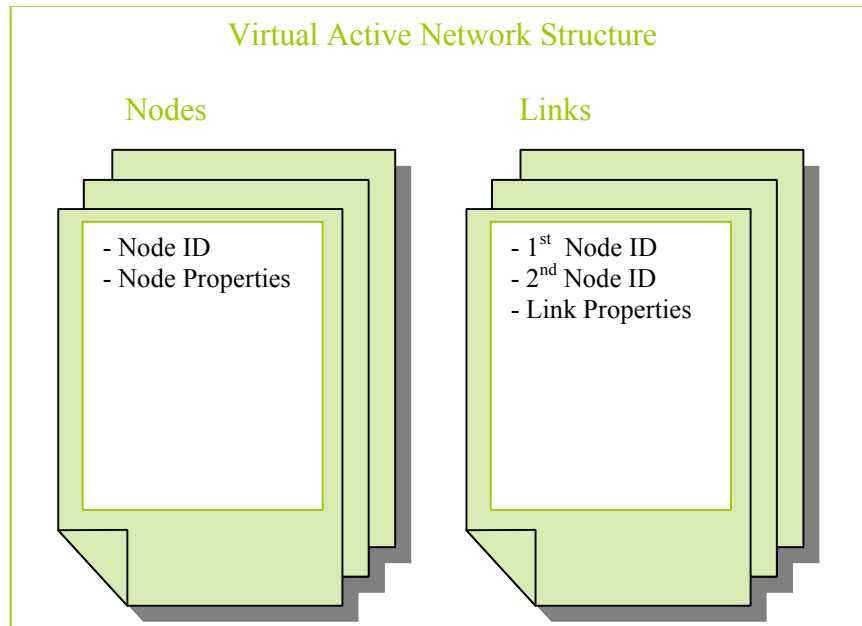 Virtual Active Network Structure
Nodes
- Node ID
- Node Properties
Links
- 1st Node ID
- 2nd Node ID
- Link Properties